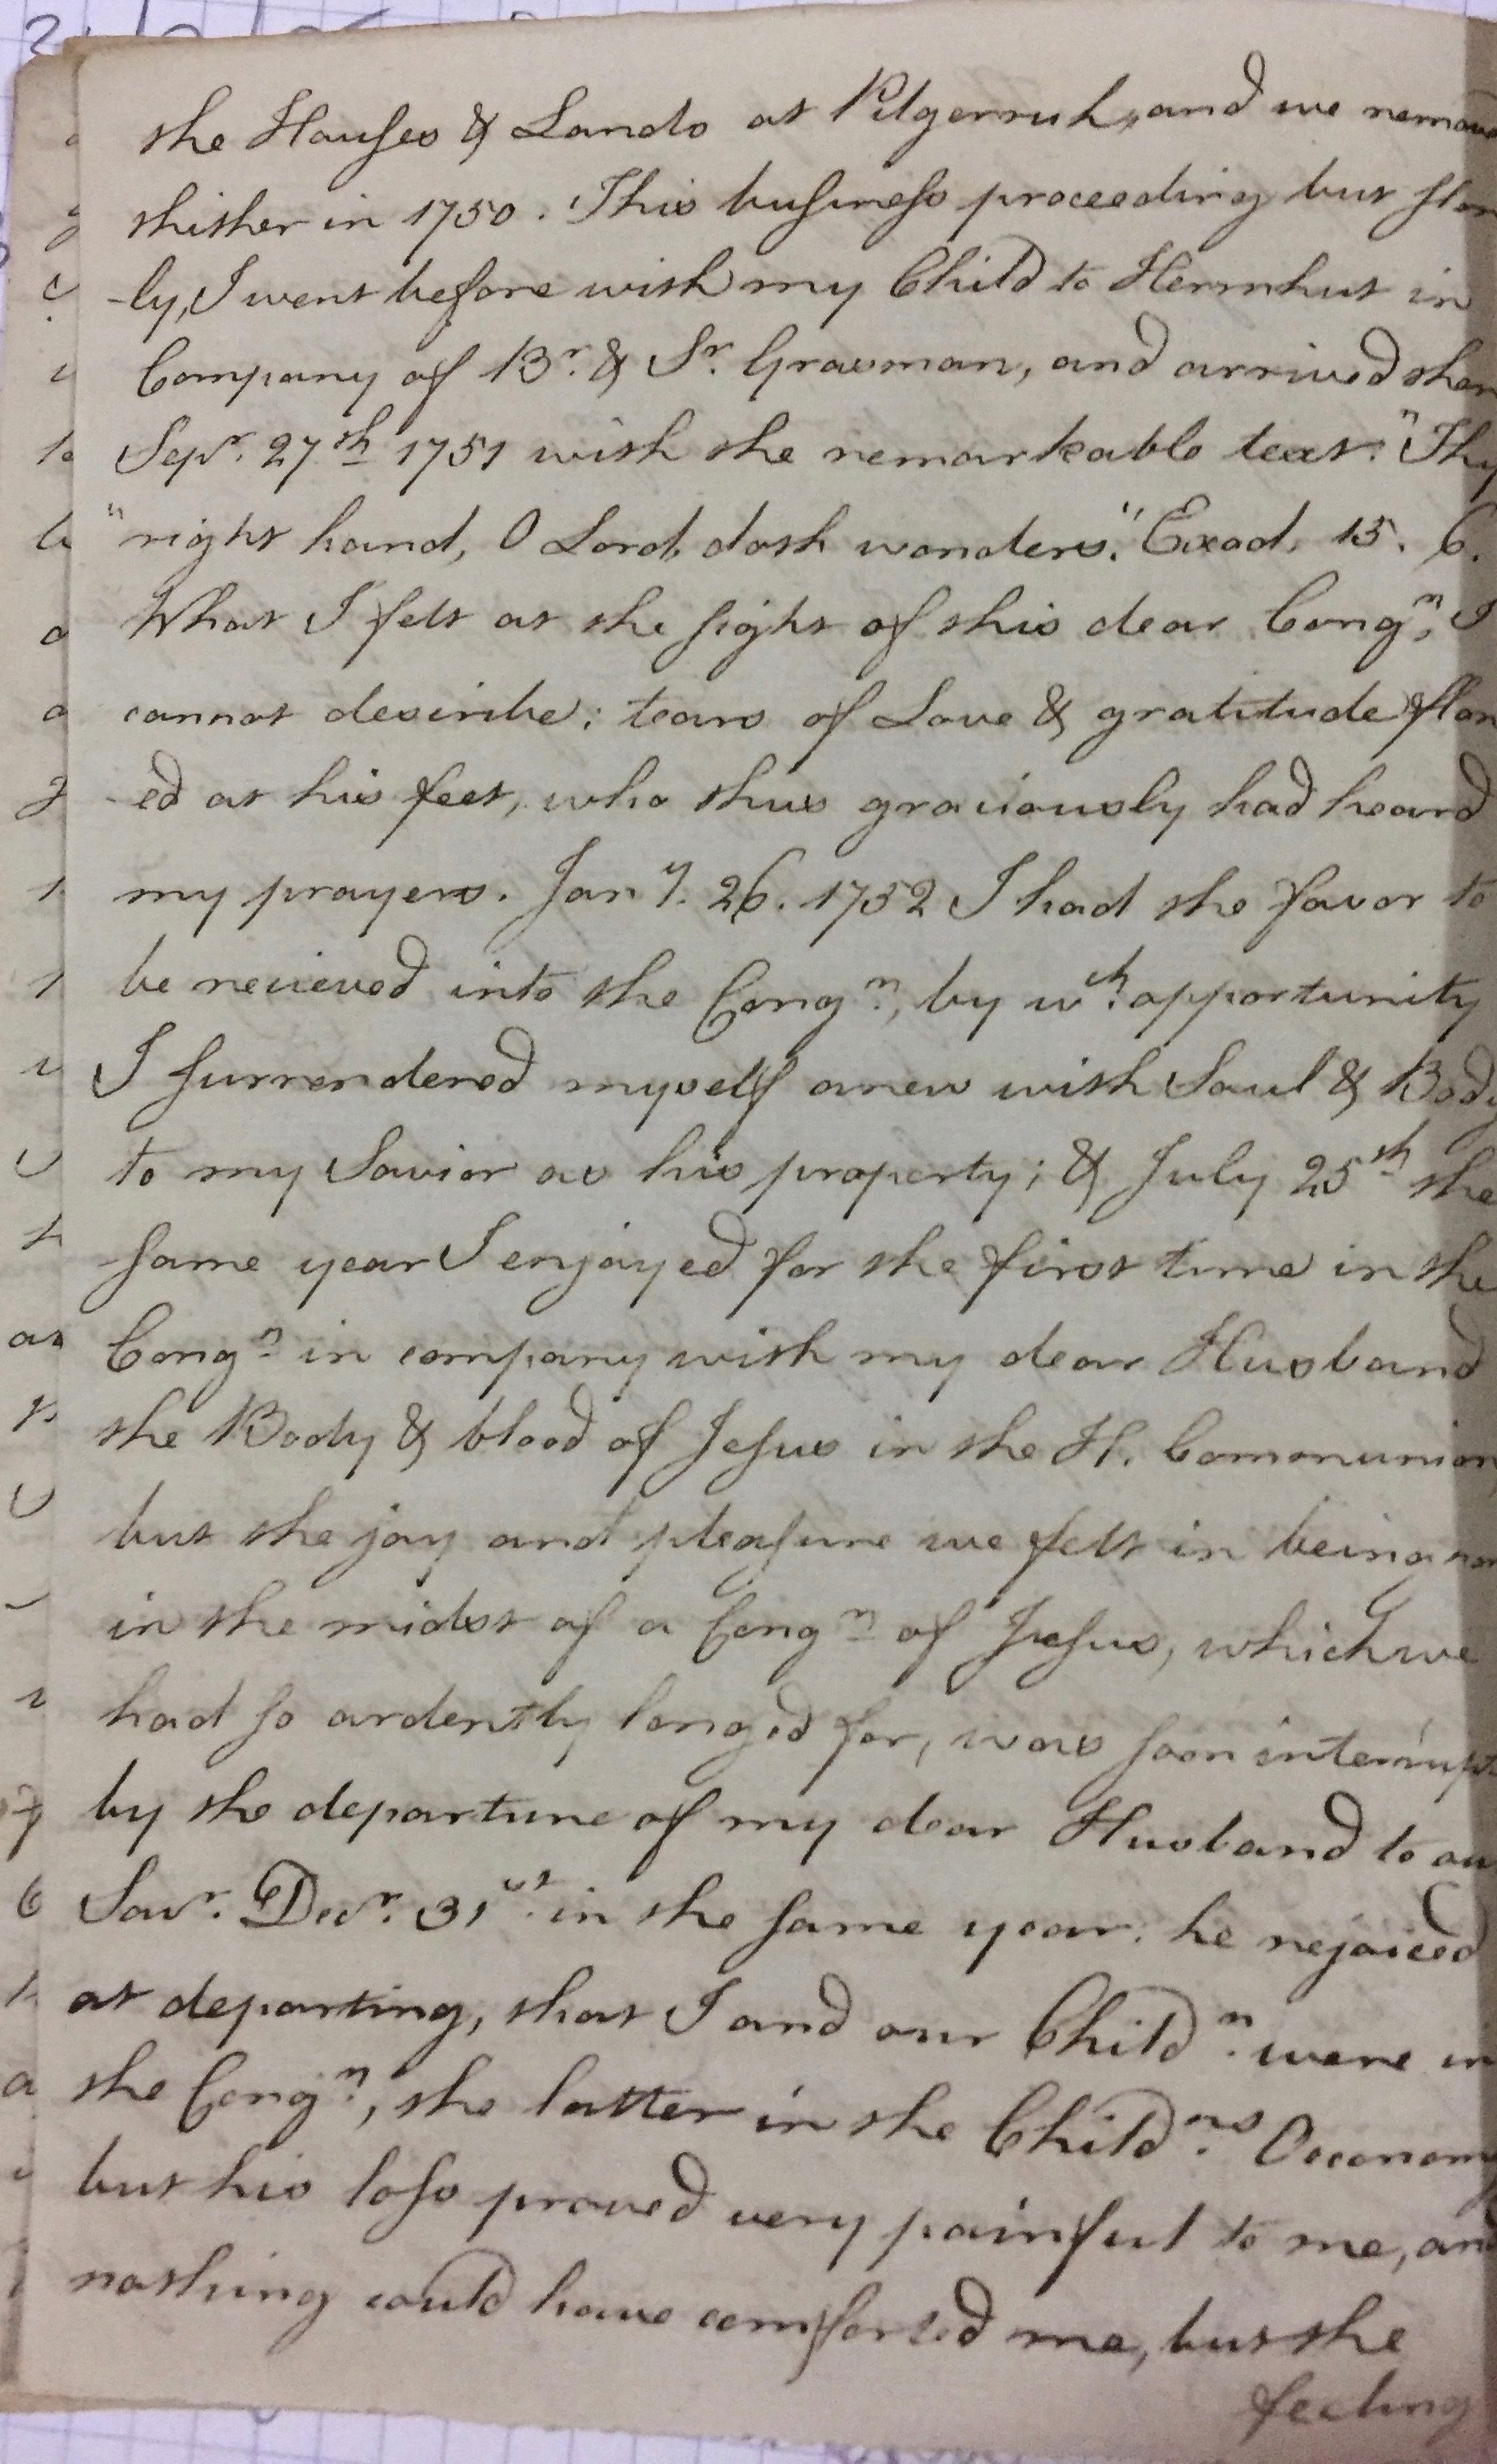 the Houses & Lands at Pilgerruh, and we remove
thither in 1750. This business proceeding but slow
-ly, I went before with my Child to Herrnhut in
Company of Br. & Sr. Grasman, and arrived ther
Sepr. 27th 1751 with the remarkable text: "Thy
"right hand, O Lord, doth wonders." Exod. 15. 6.
What I felt at the sight of this dear Congn, I
cannot describe; tears of Love & gratitude flow
-ed at his feet, who thus graciously had heard
my prayers. Jany. 26. 1752 I had the favor to
be recieved into the Congn, by wch. opportunity
I surrendered myself anew with Soul & Body
to my Savior as his property; & July 25th the
same year I enjoyed for the first time in the
Congn. in company with my dear Husband
the Body & blood of Jesus in the H. Communion
but the joy and pleasure we felt in being now
in the midst of a Congn. of Jesus, which we
had so ardently longed for, was soon interrupt
by the departure of my dear Husband to our
Savr. Decr. 31st. in the same year: he rejoiced
at departing, that I and our Childn. were in
the Congn., the latter in the Childns. Oeconomy
but his loss proved very painful to me, and
nothing could have comforted me, but the
feeling